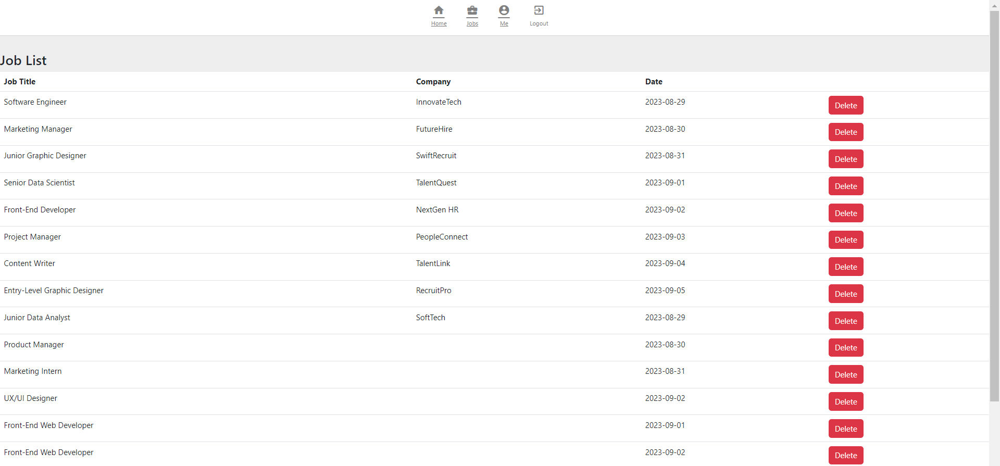 Home Jobs Me Logout
Job List
Job Title Company Date
Software Engineer InnovateTech 2023-08-29 Delete
Marketing Manager FutureHire 2023-08-30 Delete
Junior Graphic Designer SwiftRecruit 2023-08-31 Delete
Senior Data Scientist TalentQuest 2023-09-01 Delete
Front-End Developer NextGen HR 2023-09-02 Delete
Project Manager PeopleConnect 2023-09-03 Delete
Content Writer TalentLink 2023-09-04 Delete
Entry-Level Graphic Designer RecruitPro 2023-09-05 Delete
Junior Data Analyst SoftTech 2023-08-29 Delete
Product Manager 2023-08-30 Delete
Marketing Intern 2023-08-31 Delete
UX/UI Designer 2023-09-02 Delete
Front-End Web Developer 2023-09-01 Delete
Front-End Web Developer 2023-09-02 Delete